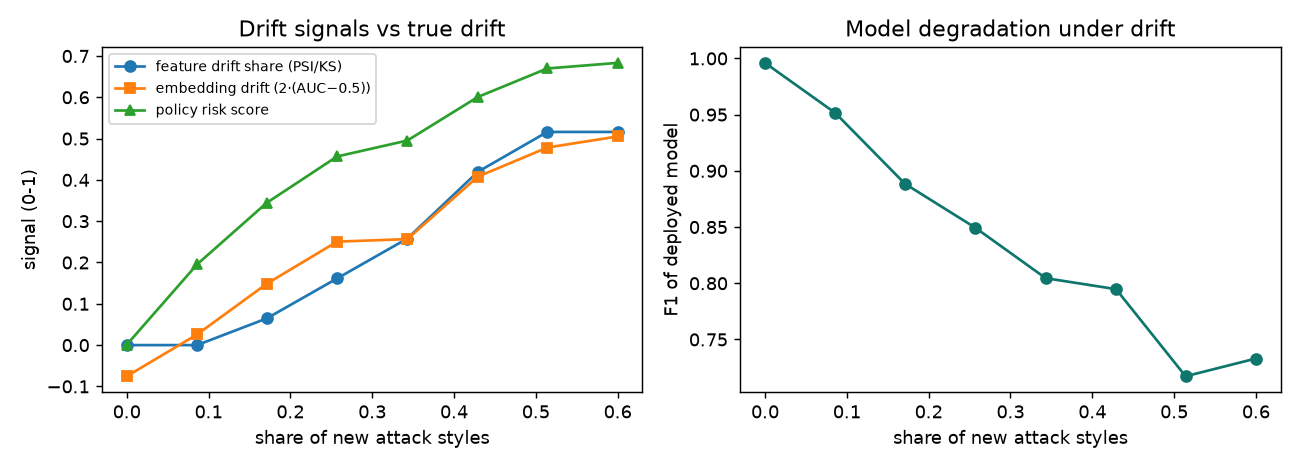 Drift signals vs true drift
feature drift share (PSI/KS)
embedding drift (2·(AUC−0.5))
policy risk score
signal (0-1)
0.7
0.6
0.5
0.4
0.3
0.2
0.1
0.0
−0.1
0.0 0.1 0.2 0.3 0.4 0.5 0.6
share of new attack styles
Model degradation under drift
F1 of deployed model
1.00
0.95
0.90
0.85
0.80
0.75
0.0 0.1 0.2 0.3 0.4 0.5 0.6
share of new attack styles